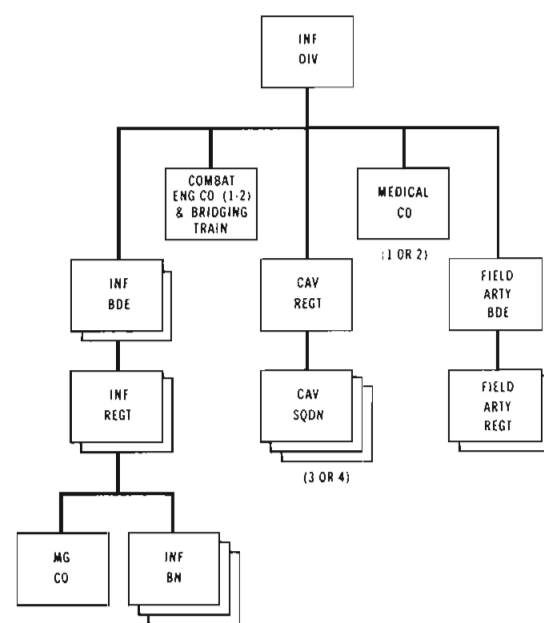 INF
DIV
COMBAT
ENG CO (1-2)
& BRIDGING
TRAIN
MEDICAL
CO
(1 OR 2)
INF
BDE
CAV
REGT
FIELD
ARTY
BDE
INF
REGT
CAV
SQDN
(3 OR 4)
FIELD
ARTY
REGT
MG
CO
INF
BN